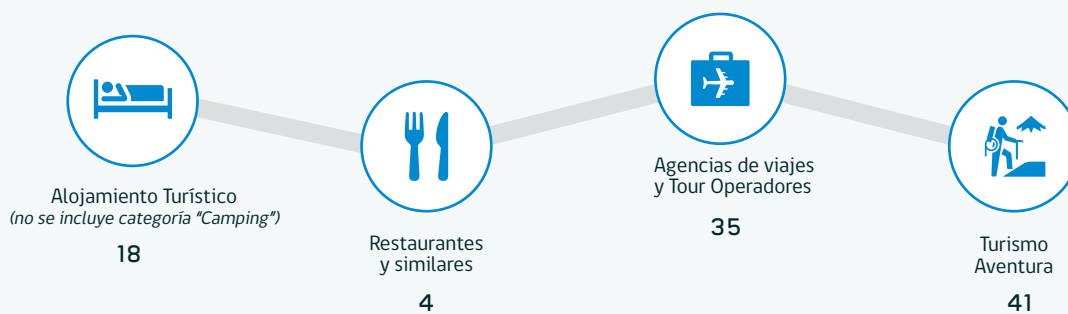 Alojamiento Turístico
(no se incluye categoría "Camping")
18
Restaurantes
y similares
4
Agencias de viajes
y Tour Operadores
35
Turismo
Aventura
41